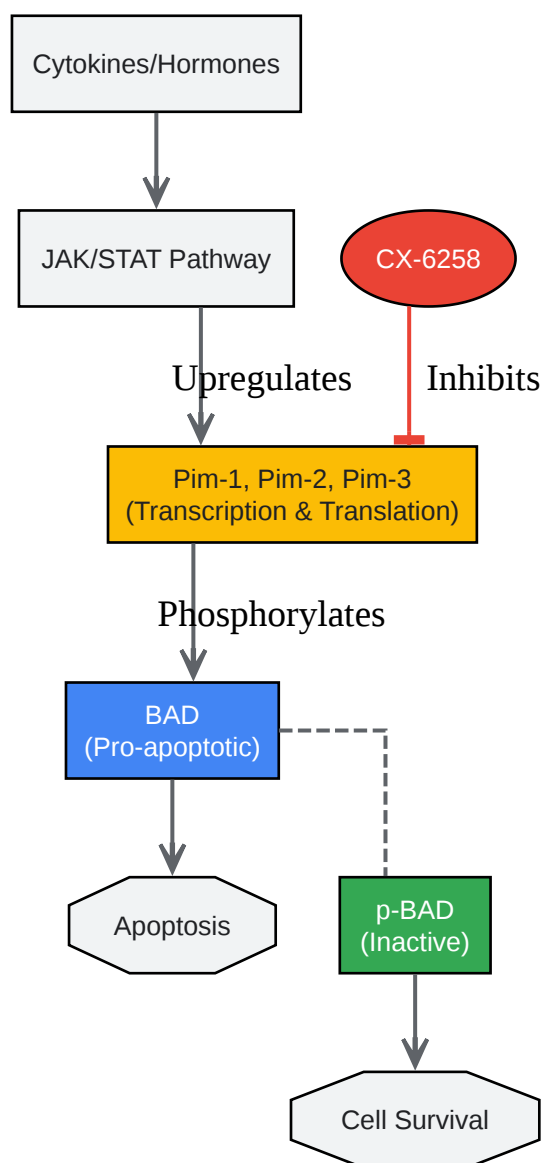 Cytokines/Hormones
JAK/STAT Pathway
CX-6258
Upregulates
Inhibits
Pim-1, Pim-2, Pim-3
(Transcription & Translation)
Phosphorylates
BAD
(Pro-apoptotic)
Apoptosis
p-BAD
(Inactive)
Cell Survival